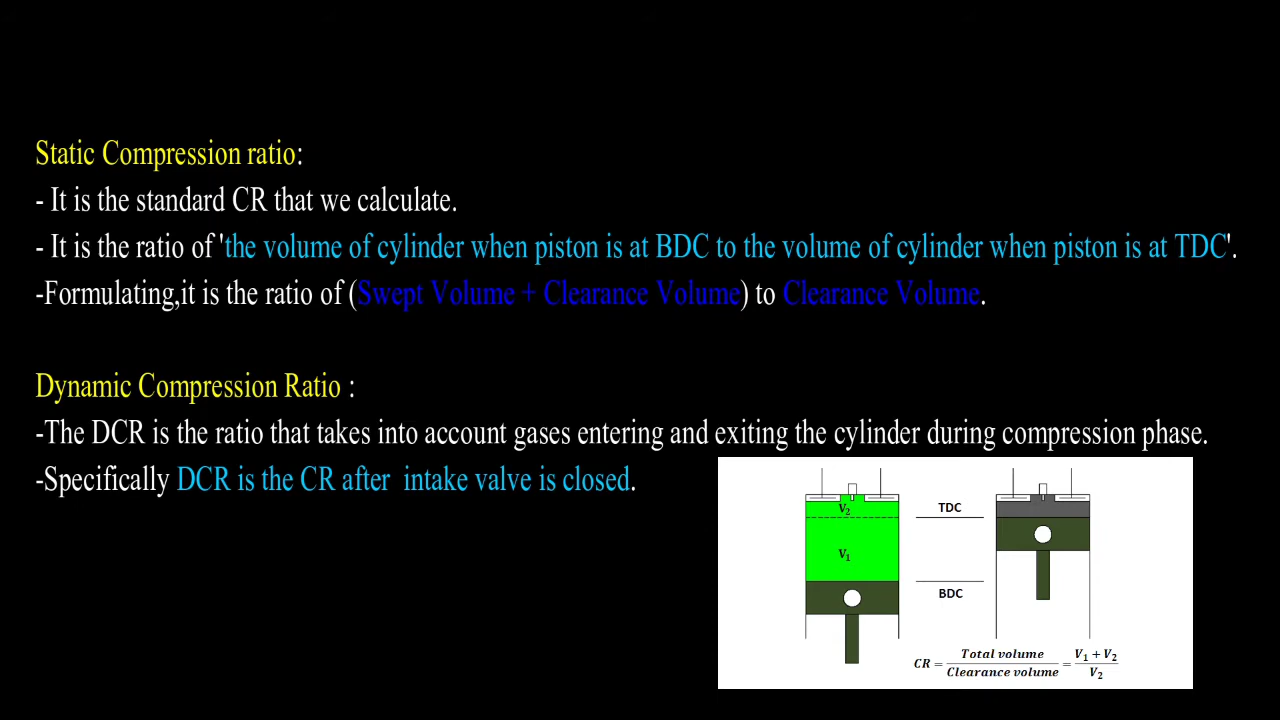 Static Compression ratio:
- It is the standard CR that we calculate.
- It is the ratio of 'the volume of cylinder when piston is at BDC to the volume of cylinder when piston is at TDC'.
-Formulating,it is the ratio of (Swept Volume + Clearance Volume) to Clearance Volume.
Dynamic Compression Ratio :
-The DCR is the ratio that takes into account gases entering and exiting the cylinder during compression phase.
-Specifically DCR is the CR after  intake valve is closed.
V₂
TDC
V₁
BDC
CR = Total volume / Clearance volume = V₁ + V₂ / V₂